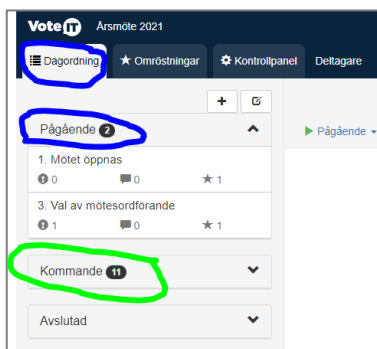 VoteIT Årsmöte 2021
Dagordning Omröstningar Kontrollpanel Deltagare
Pågående 2
Pågående
1. Mötet öppnas
0 0 1
3. Val av mötesordförande
1 0 1
Kommande 11
Avslutad